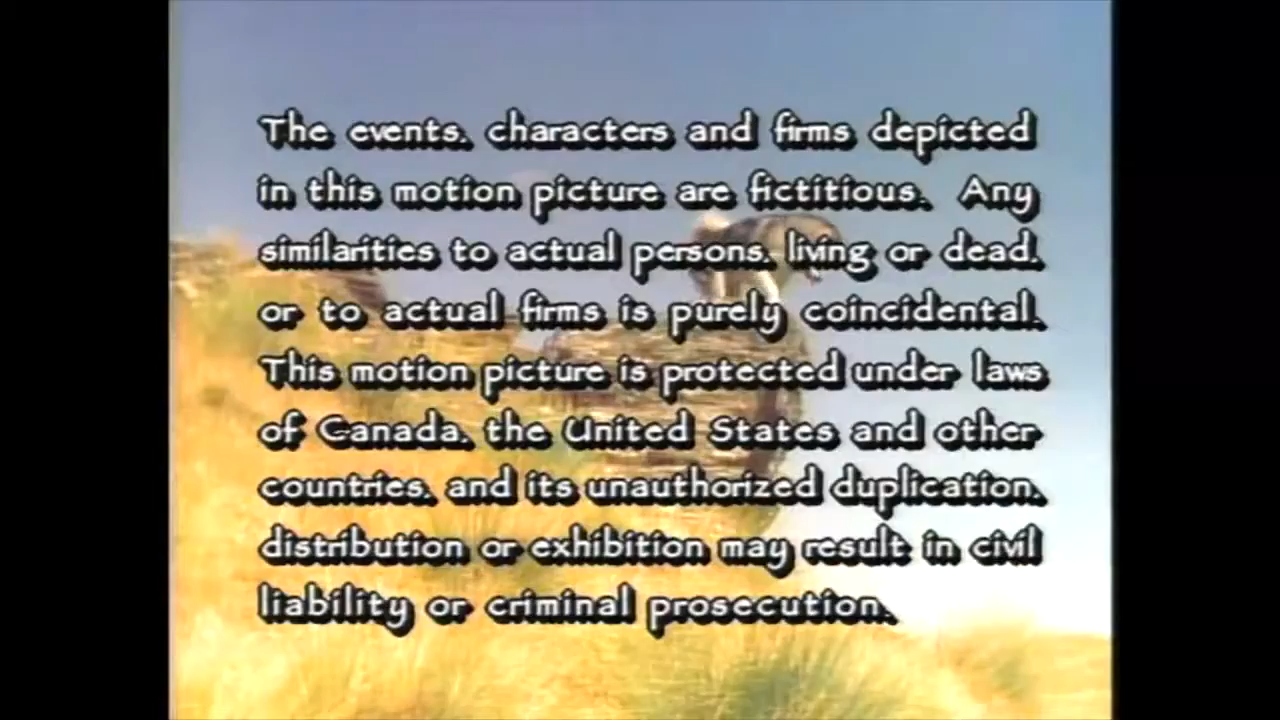 The events, characters and firms depicted
in this motion picture are fictitious. Any
similarities to actual persons, living or dead,
or to actual firms is purely coincidental.
This motion picture is protected under laws
of Canada, the United States and other
countries, and its unauthorized duplication,
distribution or exhibition may result in civil
liability or criminal prosecution.